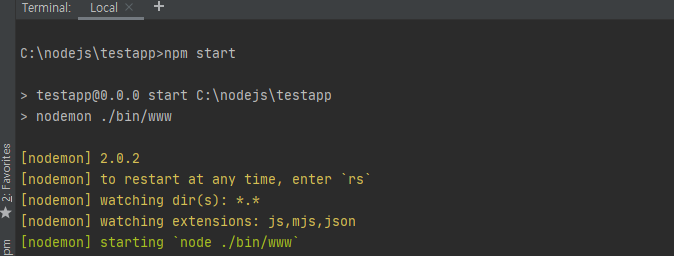 Terminal: Local × +
C:\nodejs\testapp>npm start
> testapp@0.0.0 start C:\nodejs\testapp
> nodemon ./bin/www
[nodemon] 2.0.2
[nodemon] to restart at any time, enter `rs`
[nodemon] watching dir(s): *.*
[nodemon] watching extensions: js,mjs,json
[nodemon] starting `node ./bin/www`
2: Favorites
pm